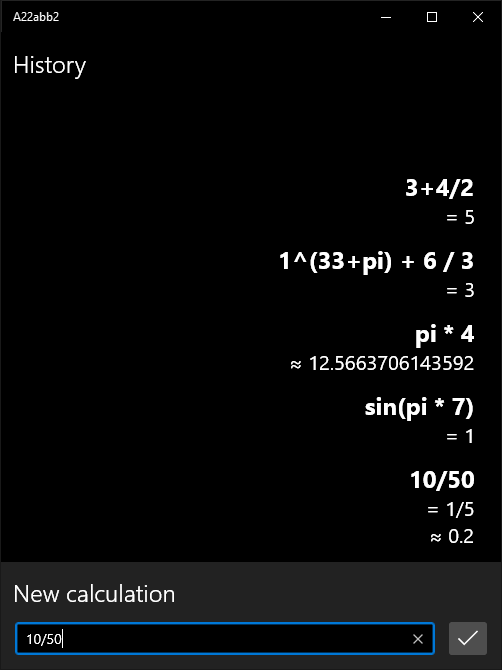 A22abb2
History
3+4/2
= 5
1^(33+pi) + 6 / 3
= 3
pi * 4
≈ 12.5663706143592
sin(pi * 7)
= 1
10/50
= 1/5
≈ 0.2
New calculation
10/50